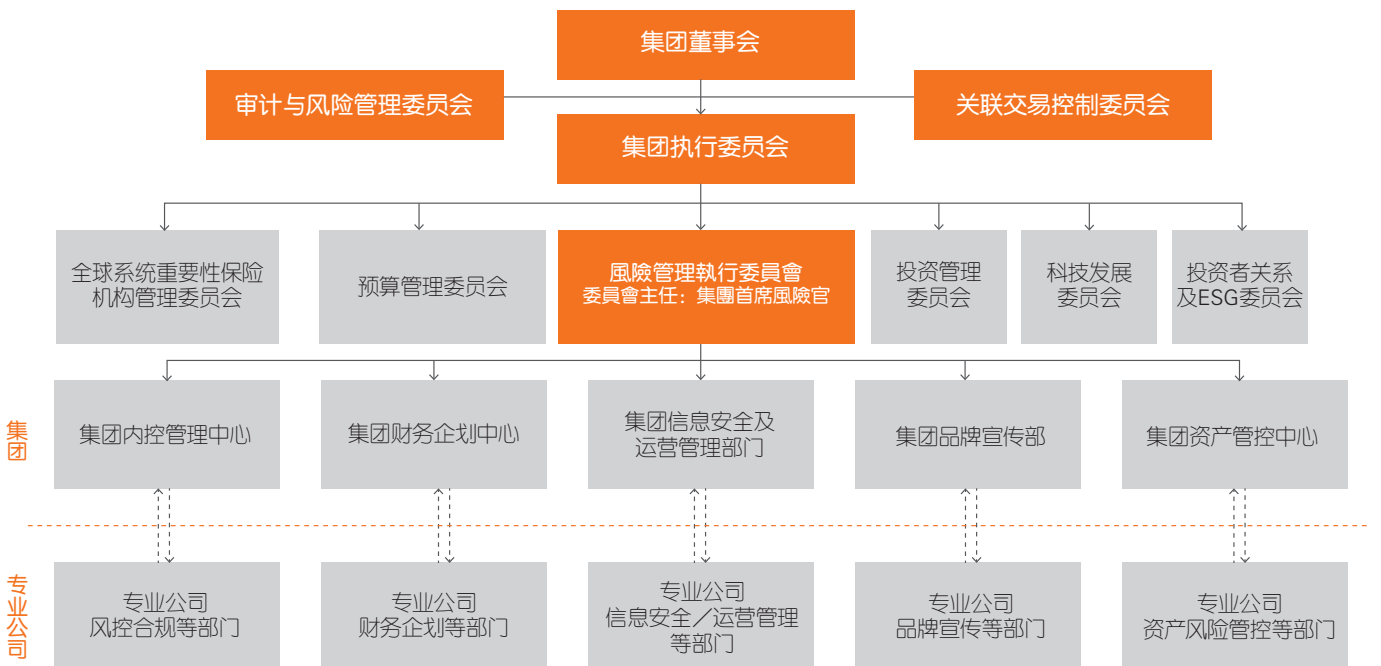 集团董事会
审计与风险管理委员会
关联交易控制委员会
集团执行委员会
全球系统重要性保险
机构管理委员会
预算管理委员会
風險管理執行委員會
委員會主任：集團首席風險官
投资管理
委员会
科技发展
委员会
投资者关系
及ESG委员会
集团
集团内控管理中心
集团财务企划中心
集团信息安全及
运营管理部门
集团品牌宣传部
集团资产管控中心
专业公司
专业公司
风控合规等部门
专业公司
财务企划等部门
专业公司
信息安全／运营管理
等部门
专业公司
品牌宣传等部门
专业公司
资产风险管控等部门